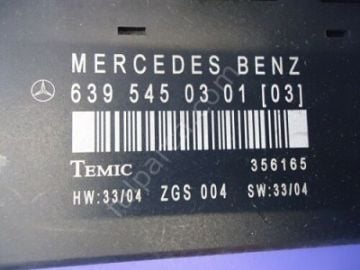 MERCEDES BENZ
639 545 03 01 [03]
TEMIC 356165
HW:33/04 ZGS 004 SW:33/04